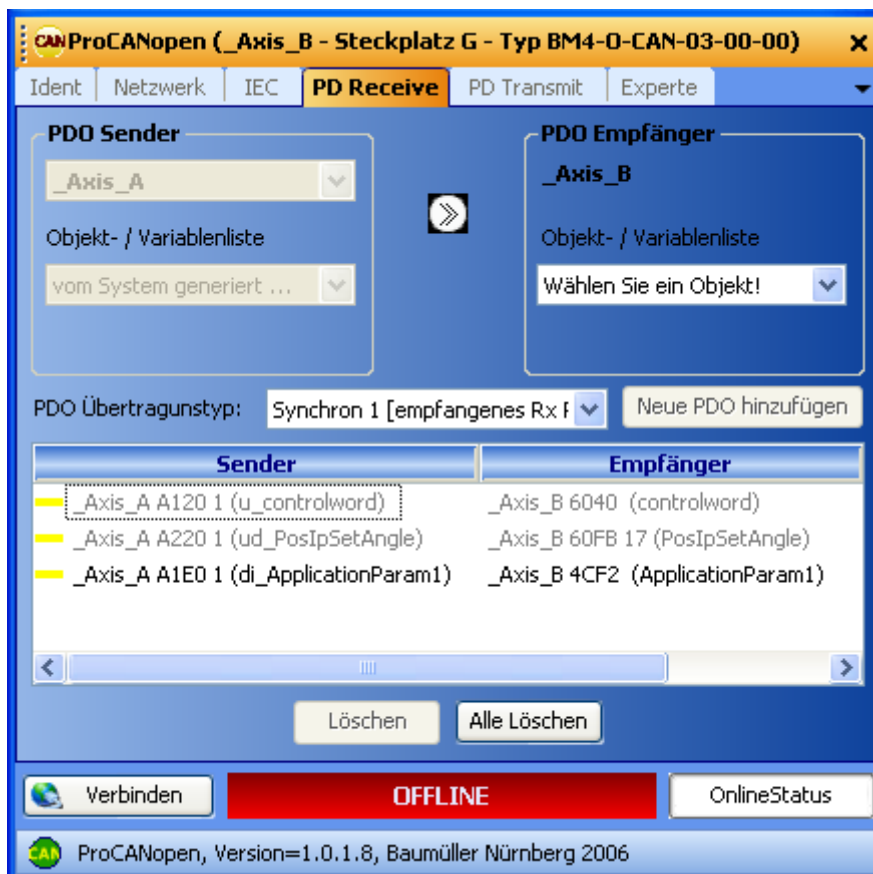 CAN ProCANopen (_Axis_B - Steckplatz G - Typ BM4-O-CAN-03-00-00)
Ident Netzwerk IEC PD Receive PD Transmit Experte
PDO Sender
_Axis_A
Objekt- / Variablenliste
vom System generiert ...
PDO Empfänger
_Axis_B
Objekt- / Variablenliste
Wählen Sie ein Objekt!
PDO Übertragunstyp: Synchron 1 [empfangenes Rx Neue PDO hinzufügen
Sender Empfänger
_Axis_A A120 1 (u_controlword) _Axis_B 6040 (controlword)
_Axis_A A220 1 (ud_PosIpSetAngle) _Axis_B 60FB 17 (PosIpSetAngle)
_Axis_A A1E0 1 (di_ApplicationParam1) _Axis_B 4CF2 (ApplicationParam1)
Löschen Alle Löschen
Verbinden OFFLINE OnlineStatus
CAN ProCANopen, Version=1.0.1.8, Baumüller Nürnberg 2006